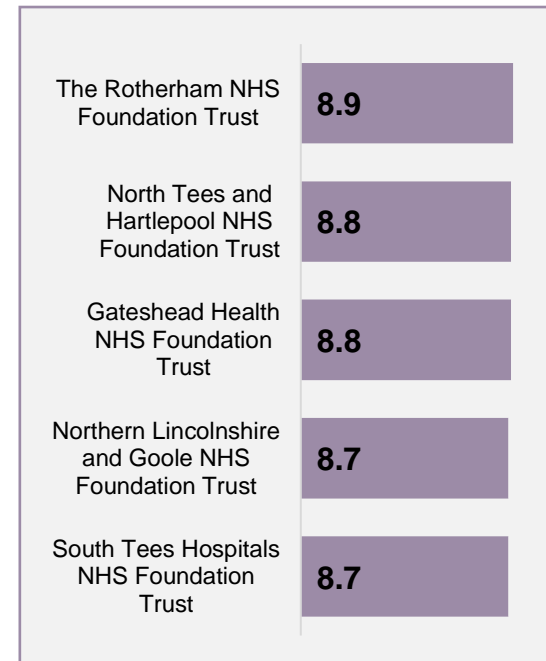 The Rotherham NHS
Foundation Trust
8.9
North Tees and
Hartlepool NHS
Foundation Trust
8.8
Gateshead Health
NHS Foundation
Trust
8.8
Northern Lincolnshire
and Goole NHS
Foundation Trust
8.7
South Tees Hospitals
NHS Foundation
Trust
8.7